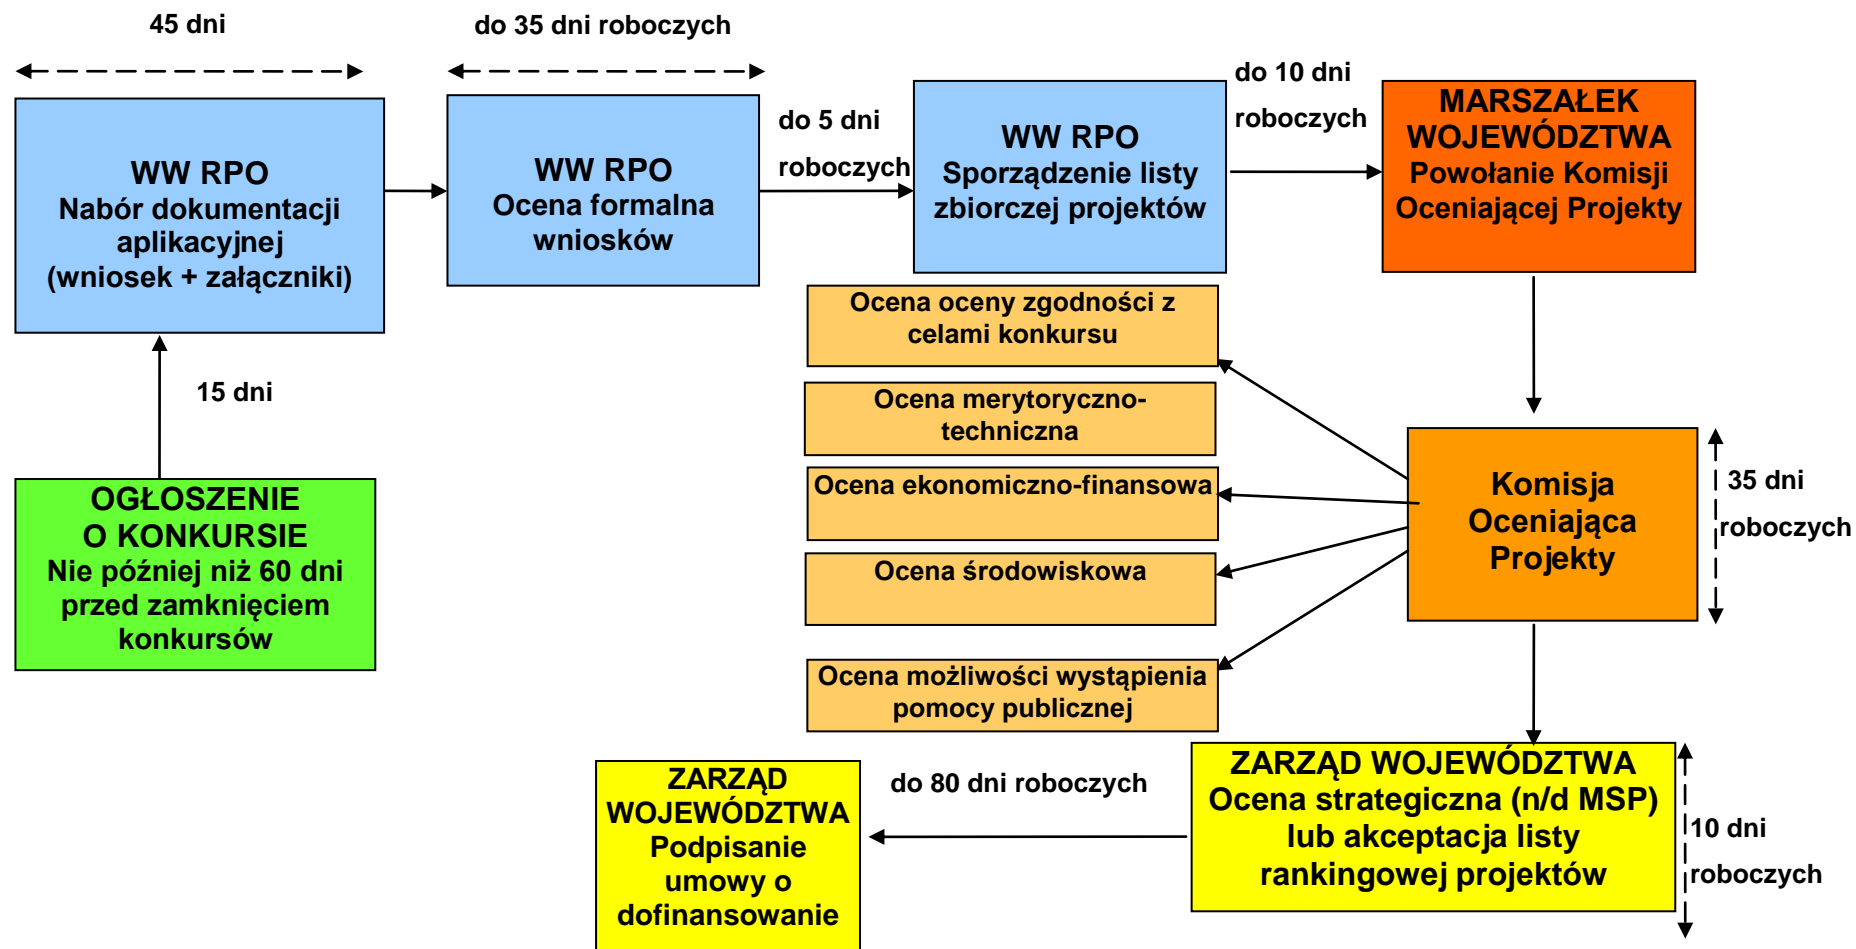 45 dni
do 35 dni roboczych
WW RPO
Nabór dokumentacji
aplikacyjnej
(wniosek + załączniki)
WW RPO
Ocena formalna
wniosków
do 5 dni
roboczych
WW RPO
Sporządzenie listy
zbiorczej projektów
do 10 dni
roboczych
MARSZAŁEK
WOJEWÓDZTWA
Powołanie Komisji
Oceniającej Projekty
15 dni
OGŁOSZENIE
O KONKURSIE
Nie później niż 60 dni
przed zamknięciem
konkursów
Ocena oceny zgodności z
celami konkursu
Ocena merytoryczno-
techniczna
Ocena ekonomiczno-finansowa
Ocena środowiskowa
Ocena możliwości wystąpienia
pomocy publicznej
Komisja
Oceniająca
Projekty
35 dni
roboczych
ZARZĄD WOJEWÓDZTWA
Ocena strategiczna (n/d MSP)
lub akceptacja listy
rankingowej projektów
10 dni
roboczych
do 80 dni roboczych
ZARZĄD
WOJEWÓDZTWA
Podpisanie
umowy o
dofinansowanie